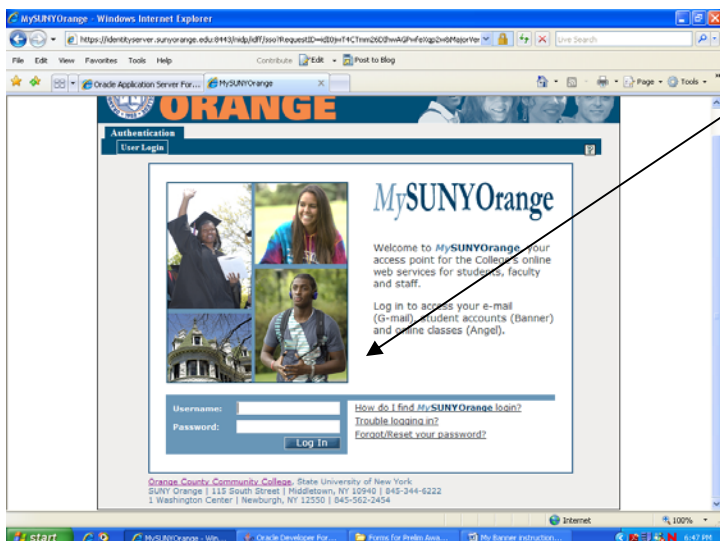 MySUNYOrange - Windows Internet Explorer
Live Search
File Edit View Favorites Tools Help Contribute Edit Post to Blog
Oracle Application Server For... MySUNYOrange Page Tools
ORANGE
Authentication
User Login
MySUNYOrange
Welcome to MySUNYOrange, your
access point for the College's online
web services for students, faculty
and staff.
Log in to access your e-mail
(G-mail), student accounts (Banner)
and online classes (Angel).
Username:
Password:
Log In
How do I find MySUNYOrange login?
Trouble logging in?
Forgot/Reset your password?
Orange County Community College, State University of New York
SUNY Orange | 115 South Street | Middletown, NY 10940 | 845-344-6222
1 Washington Center | Newburgh, NY 12550 | 845-562-2454
Internet 100%
start MySUNYOrange - Win... Oracle Developer For... Forms for Prelim Awa... My Banner instruction... 6:47 PM